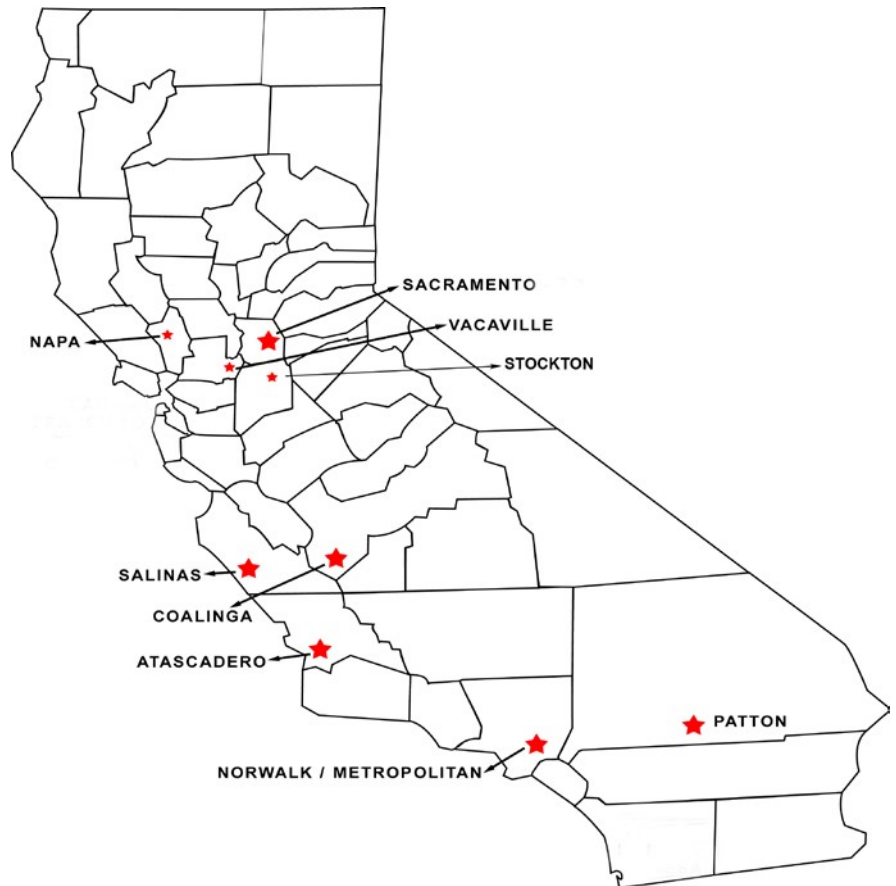 SACRAMENTO
VACAVILLE
NAPA
STOCKTON
SALINAS
COALINGA
ATASCADERO
PATTON
NORWALK / METROPOLITAN